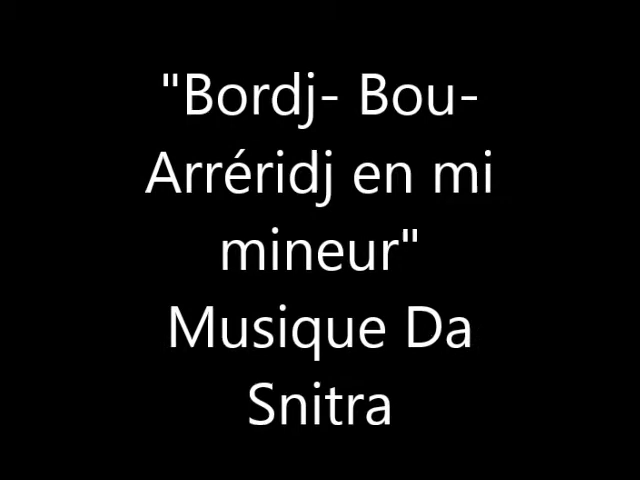 "Bordj- Bou-
Arréridj en mi
mineur"
Musique Da
Snitra